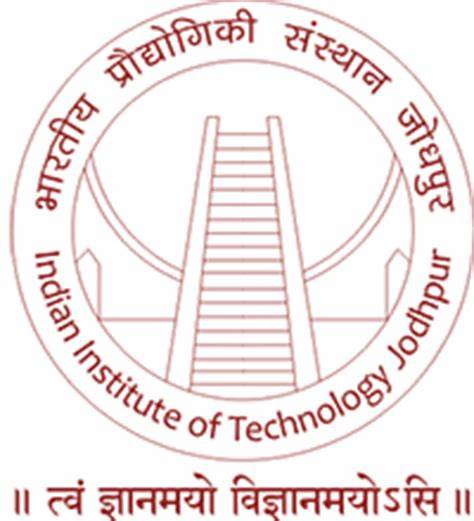 भारतीय प्रौद्योगिकी संस्थान जोधपुर
Indian Institute of Technology Jodhpur
॥ त्वं ज्ञानमयो विज्ञानमयोऽसि ॥